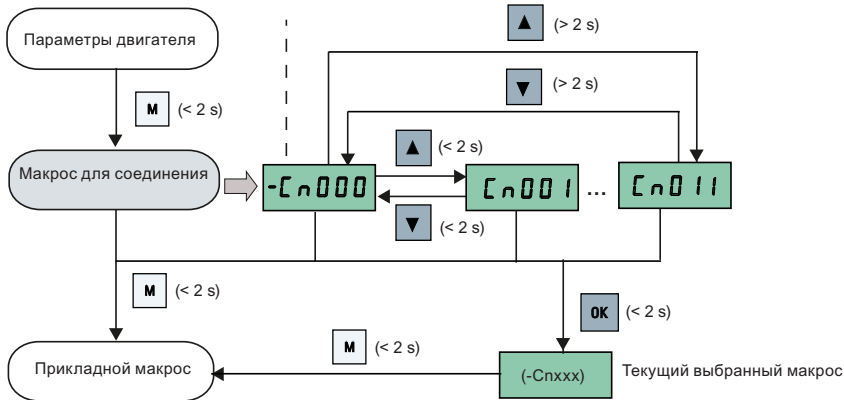 ▲ (> 2 s)
Параметры двигателя
▼ (> 2 s)
M (< 2 s)
▲ (< 2 s)
Макрос для соединения
-Cn000
Cn001
...
Cn011
▼ (< 2 s)
M (< 2 s)
OK (< 2 s)
M (< 2 s)
Прикладной макрос
(-Cnxxx)
Текущий выбранный макрос